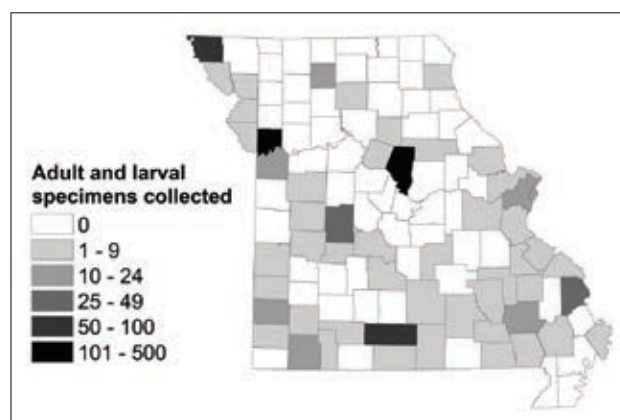 Adult and larval
specimens collected
0
1 - 9
10 - 24
25 - 49
50 - 100
101 - 500